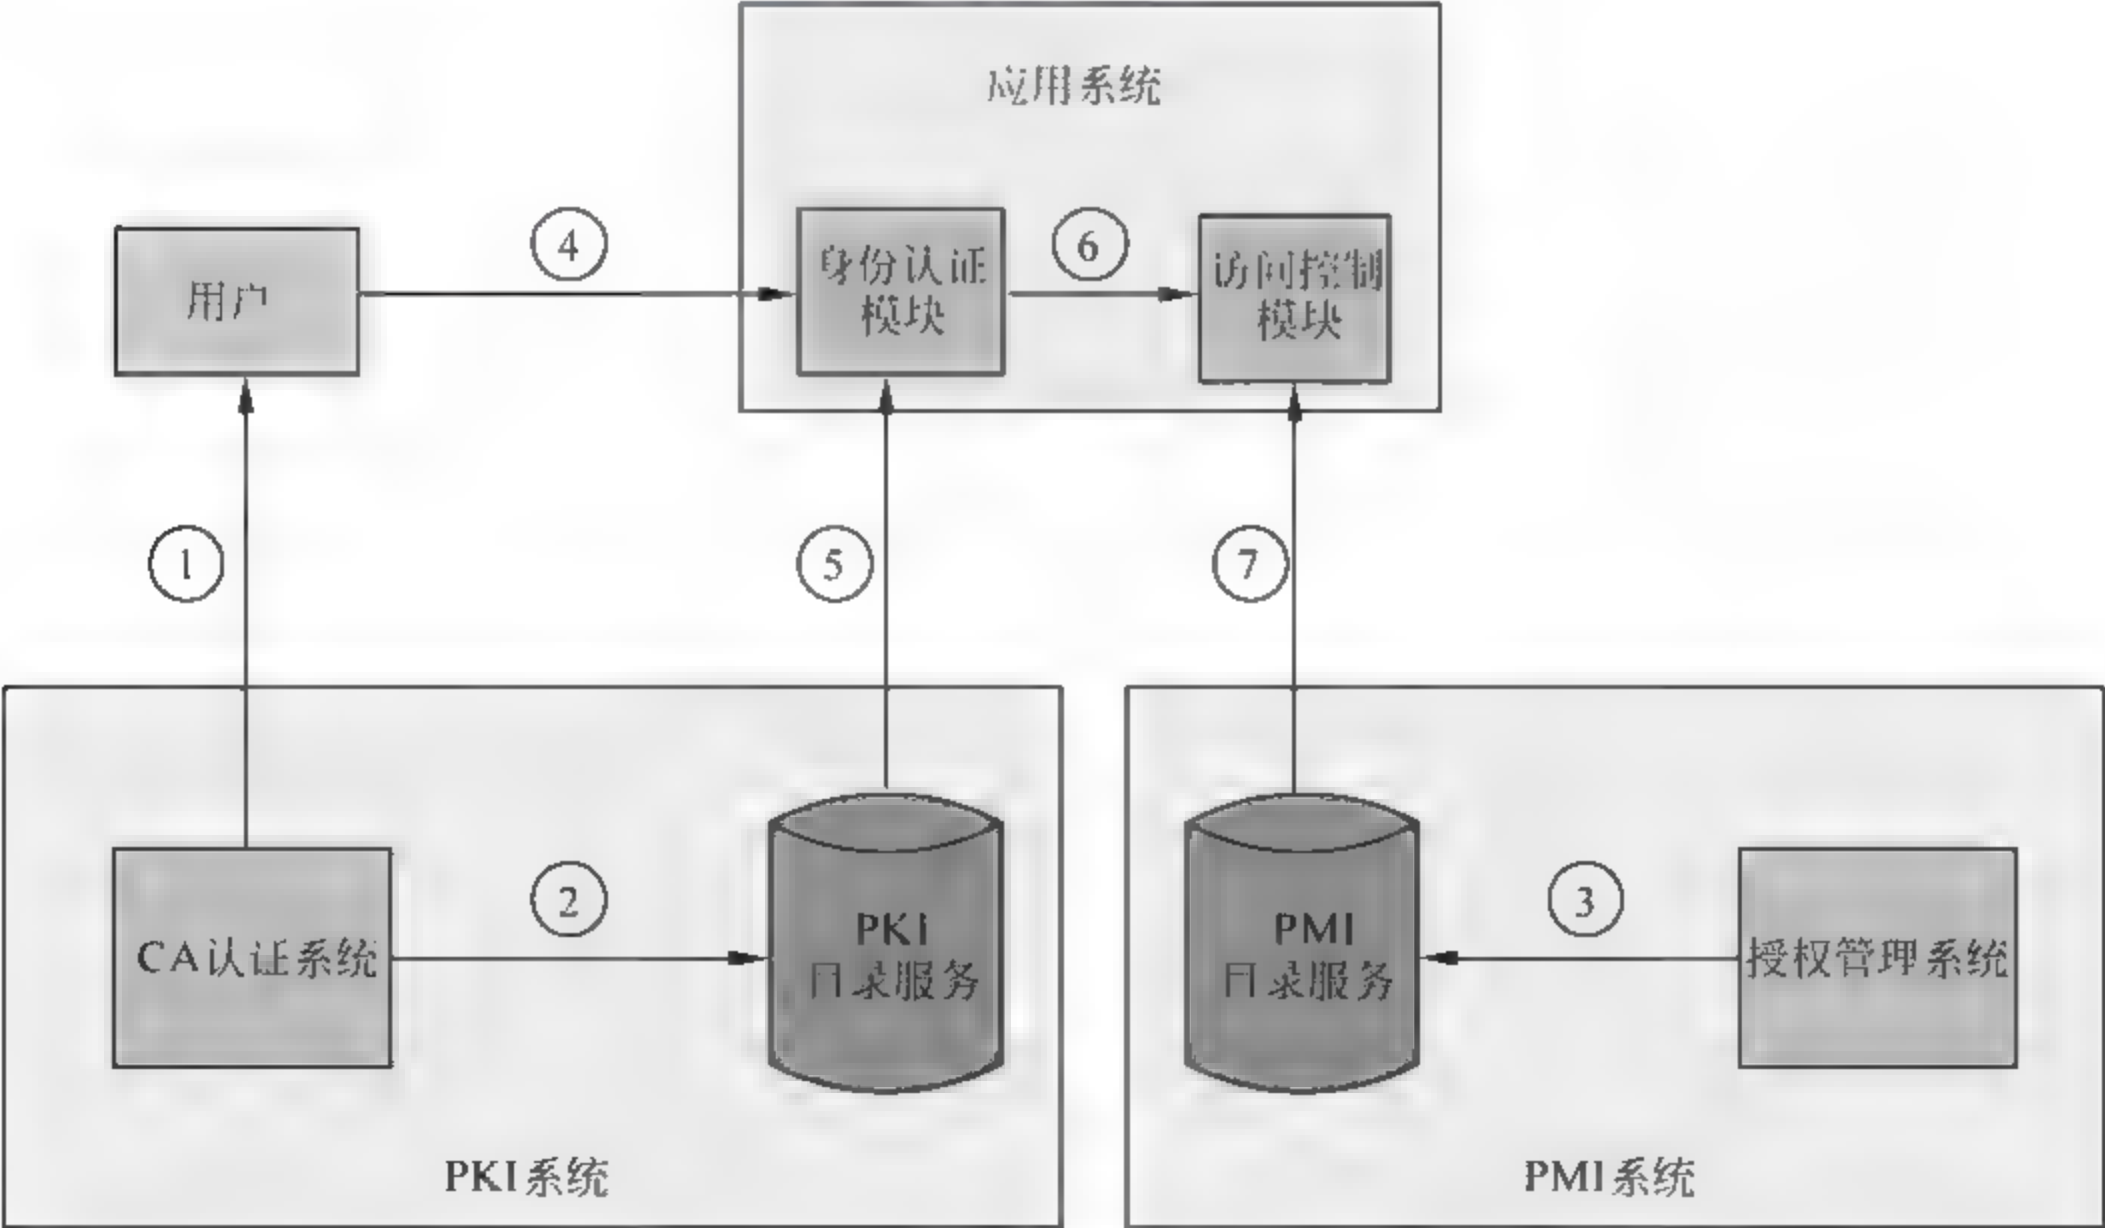 应用系统
④
⑥
用户
身份认证
模块
访问控制
模块
①
⑤
⑦
②
③
CA认证系统
PKI
目录服务
PMI
目录服务
授权管理系统
PKI系统
PMI系统